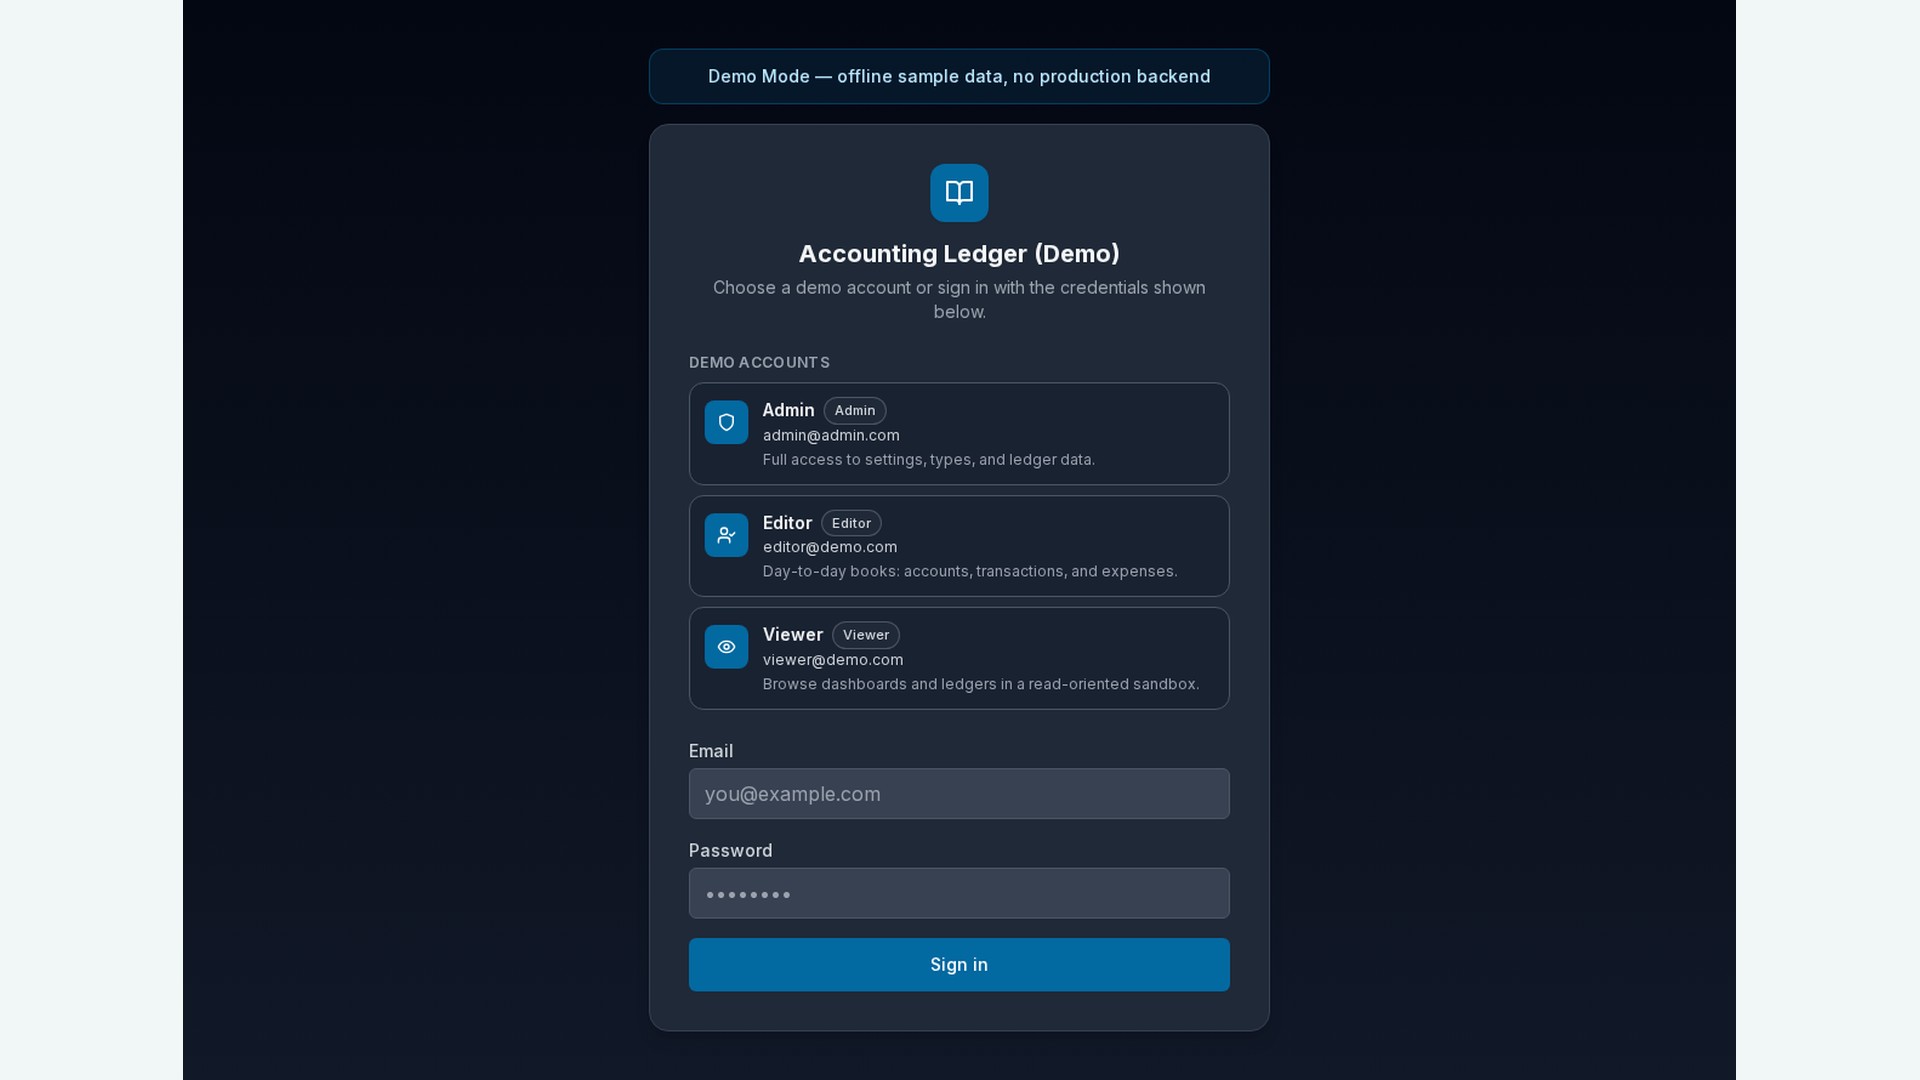 Demo Mode — offline sample data, no production backend
Accounting Ledger (Demo)
Choose a demo account or sign in with the credentials shown
below.
DEMO ACCOUNTS
Admin Admin
admin@admin.com
Full access to settings, types, and ledger data.
Editor Editor
editor@demo.com
Day-to-day books: accounts, transactions, and expenses.
Viewer Viewer
viewer@demo.com
Browse dashboards and ledgers in a read-oriented sandbox.
Email
you@example.com
Password
••••••••
Sign in